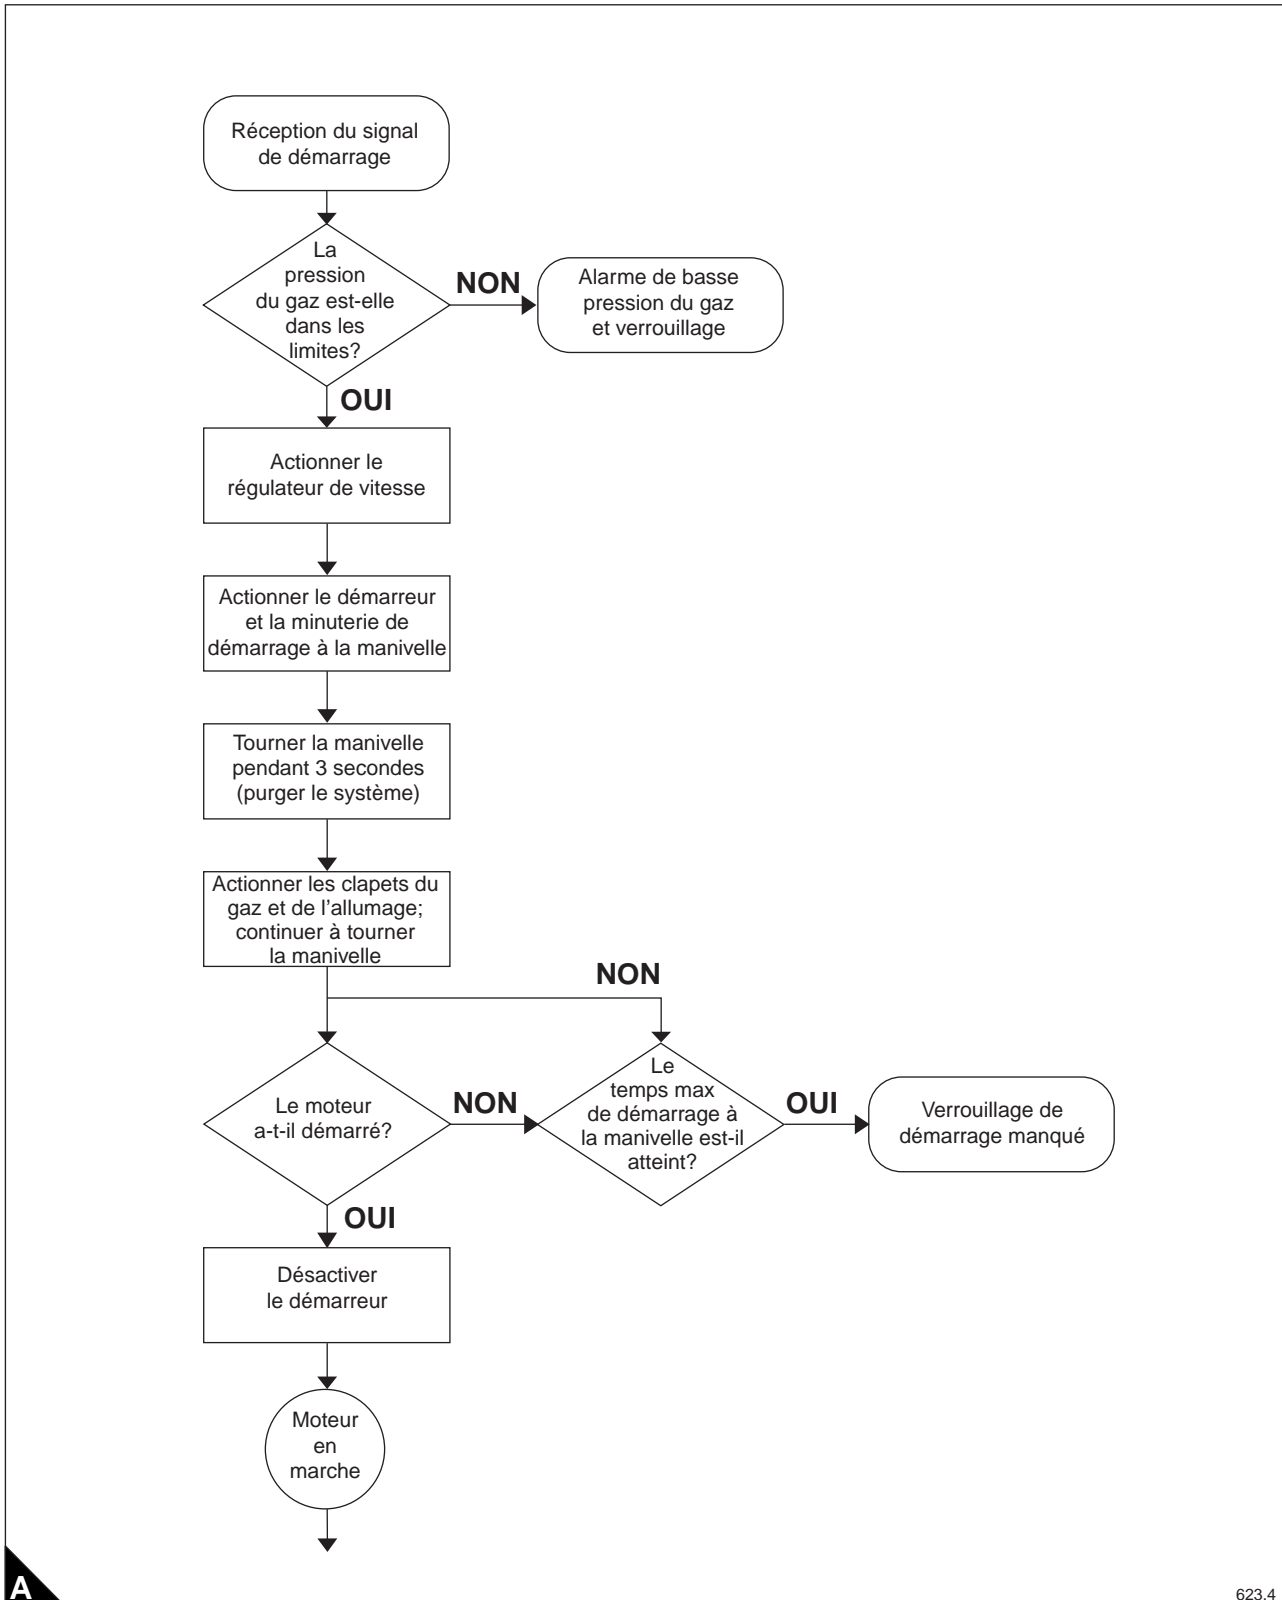 Réception du signal
de démarrage
La
pression
du gaz est-elle
dans les
limites?
NON
Alarme de basse
pression du gaz
et verrouillage
OUI
Actionner le
régulateur de vitesse
Actionner le démarreur
et la minuterie de
démarrage à la manivelle
Tourner la manivelle
pendant 3 secondes
(purger le système)
Actionner les clapets du
gaz et de l'allumage;
continuer à tourner
la manivelle
NON
Le moteur
a-t-il démarré?
NON
Le
temps max
de démarrage à
la manivelle est-il
atteint?
OUI
Verrouillage de
démarrage manqué
OUI
Désactiver
le démarreur
Moteur
en
marche
A
623.4